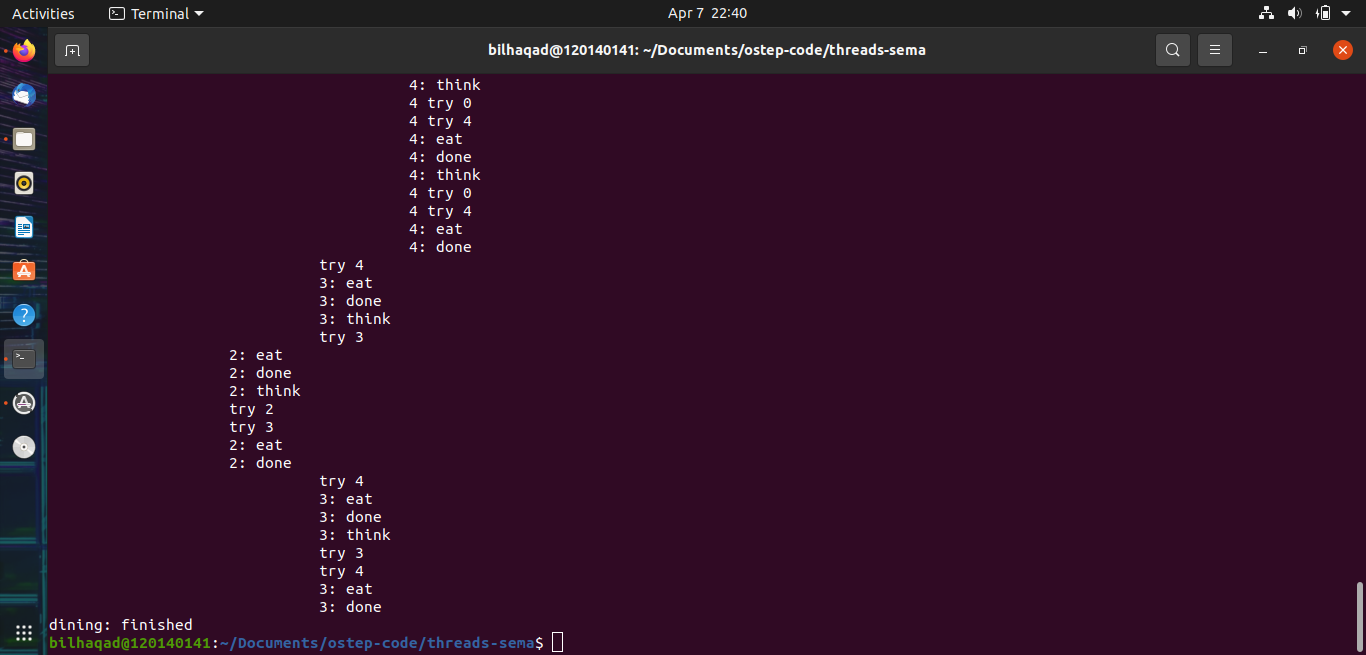 Activities
Terminal
Apr 7 22:40
bilhaqad@120140141: ~/Documents/ostep-code/threads-sema
4: think
4 try 0
4 try 4
4: eat
4: done
4: think
4 try 0
4 try 4
4: eat
4: done
try 4
3: eat
3: done
3: think
try 3
2: eat
2: done
2: think
try 2
try 3
2: eat
2: done
try 4
3: eat
3: done
3: think
try 3
try 4
3: eat
3: done
dining: finished
bilhaqad@120140141:~/Documents/ostep-code/threads-sema$